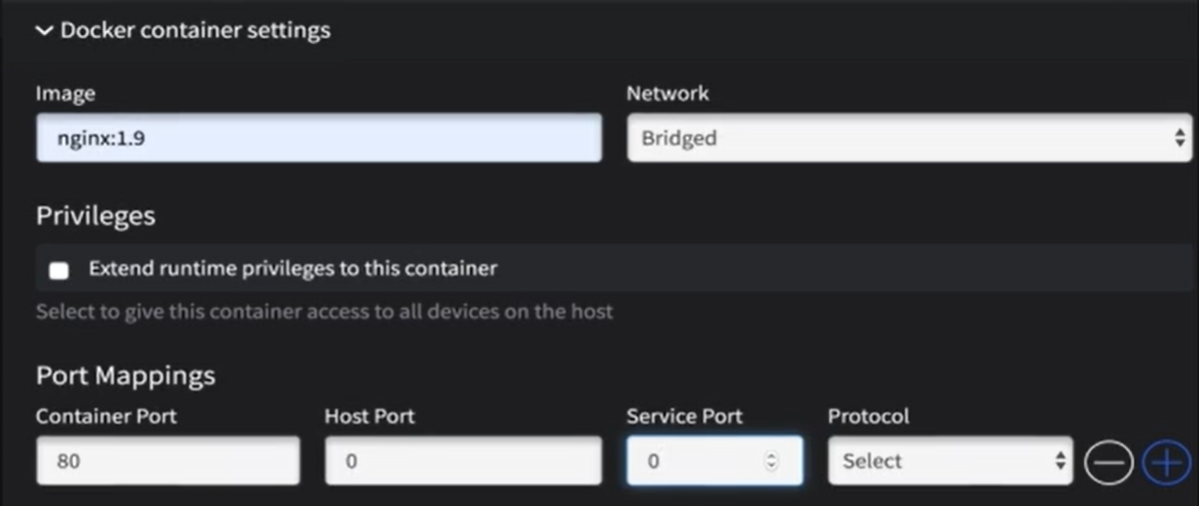 Docker container settings
Image Network
nginx:1.9 Bridged
Privileges
Extend runtime privileges to this container
Select to give this container access to all devices on the host
Port Mappings
Container Port Host Port Service Port Protocol
80 0 0 Select